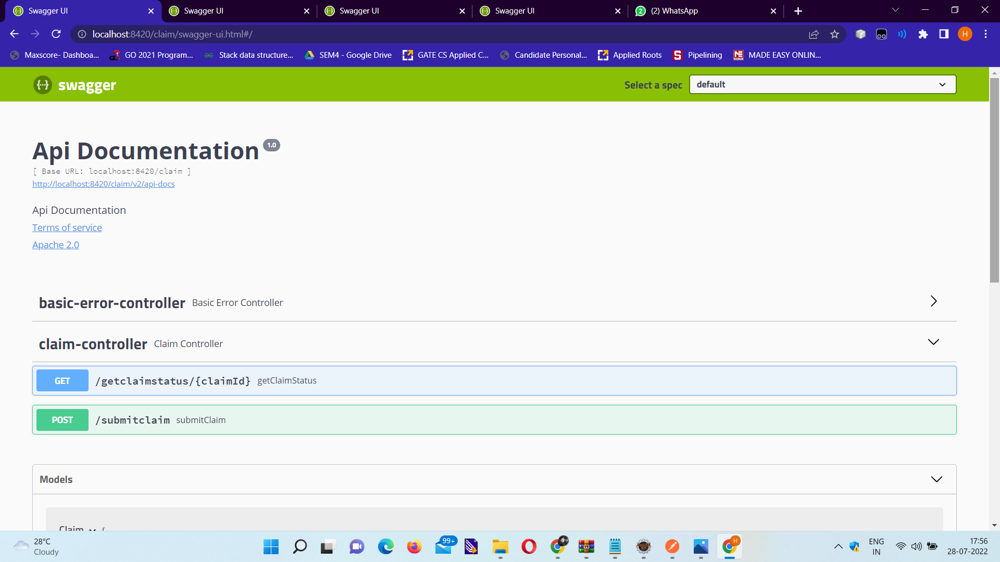 Swagger UI
Swagger UI
Swagger UI
Swagger UI
(2) WhatsApp
localhost:8420/claim/swagger-ui.html#/
H
Maxscore- Dashboa...
GO 2021 Program...
Stack data structure...
SEM4 - Google Drive
GATE CS Applied C...
Candidate Personal...
Applied Roots
Pipelining
MADE EASY ONLIN...
{···} swagger
Select a spec
default
Api Documentation 1.0
[ Base URL: localhost:8420/claim ]
http://localhost:8420/claim/v2/api-docs
Api Documentation
Terms of service
Apache 2.0
basic-error-controller Basic Error Controller
claim-controller Claim Controller
GET /getclaimstatus/{claimId} getClaimStatus
POST /submitclaim submitClaim
Models
Claim {
28°C
Cloudy
99+
H
ENG
IN
17:56
28-07-2022